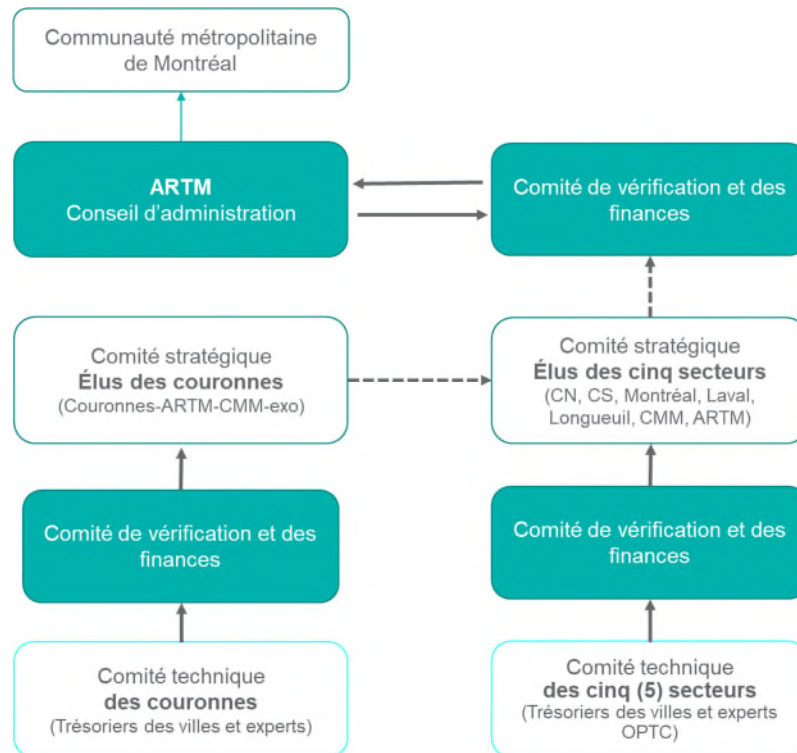 Communauté métropolitaine
de Montréal
ARTM
Conseil d'administration
Comité de vérification et des
finances
Comité stratégique
Élus des couronnes
(Couronnes-ARTM-CMM-exo)
Comité stratégique
Élus des cinq secteurs
(CN, CS, Montréal, Laval,
Longueuil, CMM, ARTM)
Comité de vérification et des
finances
Comité de vérification et des
finances
Comité technique
des couronnes
(Trésoriers des villes et experts)
Comité technique
des cinq (5) secteurs
(Trésoriers des villes et experts
OPTC)